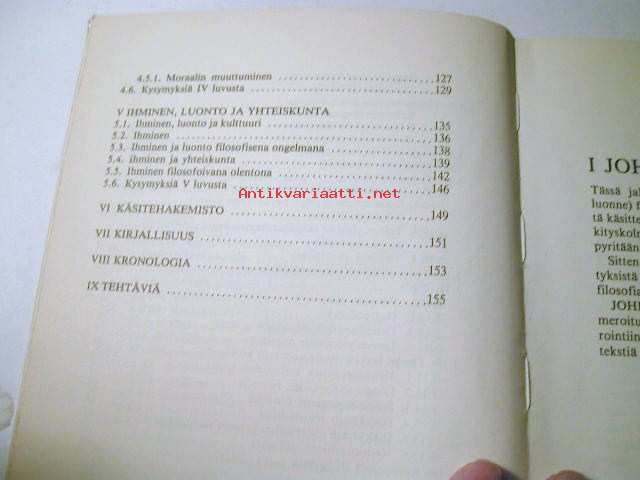 4.5.1. Moraalin muuttuminen ........ 127
4.6. Kysymyksiä IV luvusta ........ 129
V IHMINEN, LUONTO JA YHTEISKUNTA
5.1. Ihminen, luonto ja kulttuuri ........ 135
5.2. Ihminen ........ 136
5.3. Ihminen ja luonto filosofisena ongelmana ........ 138
5.4. ihminen ja yhteiskunta ........ 139
5.5. Ihminen filosofoivana olentona ........ 142
5.6. Kysymyksiä V luvusta ........ 146
Antikvariaatti.net
VI KÄSITEHAKEMISTO ........ 149
VII KIRJALLISUUS ........ 151
VIII KRONOLOGIA ........ 153
IX TEHTÄVIÄ ........ 155
I JOH
Tässä jal
luonne) f
tä käsitte
kityskoln
pyritään
Sitten
tyksistä
filosofia
JOHI
meroitu
rointiin
tekstiä